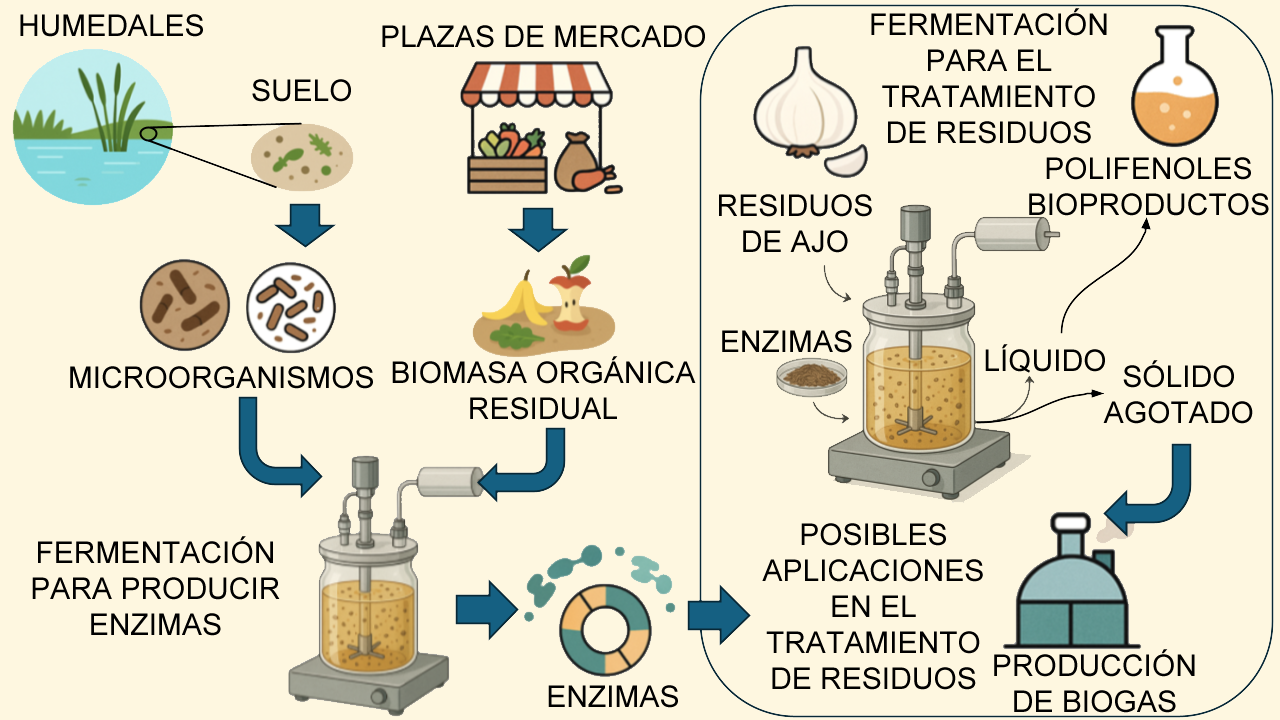 HUMEDALES
SUELO
MICROORGANISMOS
PLAZAS DE MERCADO
BIOMASA ORGÁNICA
RESIDUAL
FERMENTACIÓN
PARA PRODUCIR
ENZIMAS
ENZIMAS
FERMENTACIÓN
PARA EL
TRATAMIENTO
DE RESIDUOS
POLIFENOLES
BIOPRODUCTOS
RESIDUOS
DE AJO
ENZIMAS
LÍQUIDO
SÓLIDO
AGOTADO
POSIBLES
APLICACIONES
EN EL
TRATAMIENTO
DE RESIDUOS
PRODUCCIÓN
DE BIOGAS